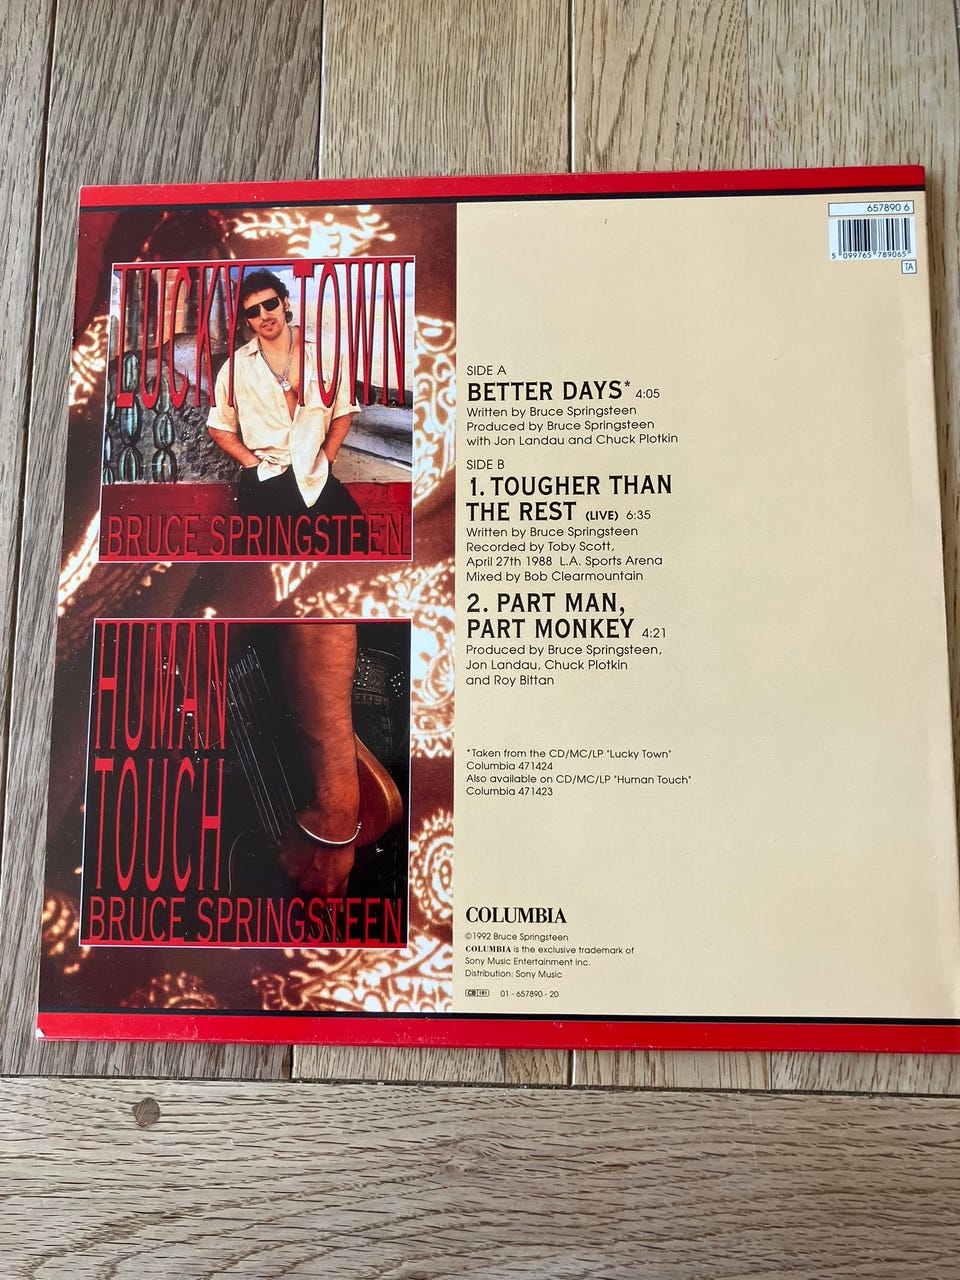 LUCKY TOWN
BRUCE SPRINGSTEEN
HUMAN
TOUCH
BRUCE SPRINGSTEEN
657890 6
5 099765 789065
TA
SIDE A
BETTER DAYS* 4:05
Written by Bruce Springsteen
Produced by Bruce Springsteen
with Jon Landau and Chuck Plotkin
SIDE B
1. TOUGHER THAN
THE REST (LIVE) 6:35
Written by Bruce Springsteen
Recorded by Toby Scott,
April 27th 1988 L.A. Sports Arena
Mixed by Bob Clearmountain
2. PART MAN,
PART MONKEY 4:21
Produced by Bruce Springsteen,
Jon Landau, Chuck Plotkin
and Roy Bittan
*Taken from the CD/MC/LP "Lucky Town"
Columbia 471424
Also available on CD/MC/LP "Human Touch"
Columbia 471423
COLUMBIA
©1992 Bruce Springsteen
COLUMBIA is the exclusive trademark of
Sony Music Entertainment Inc.
Distribution: Sony Music
CB 181 01 - 657890 - 20